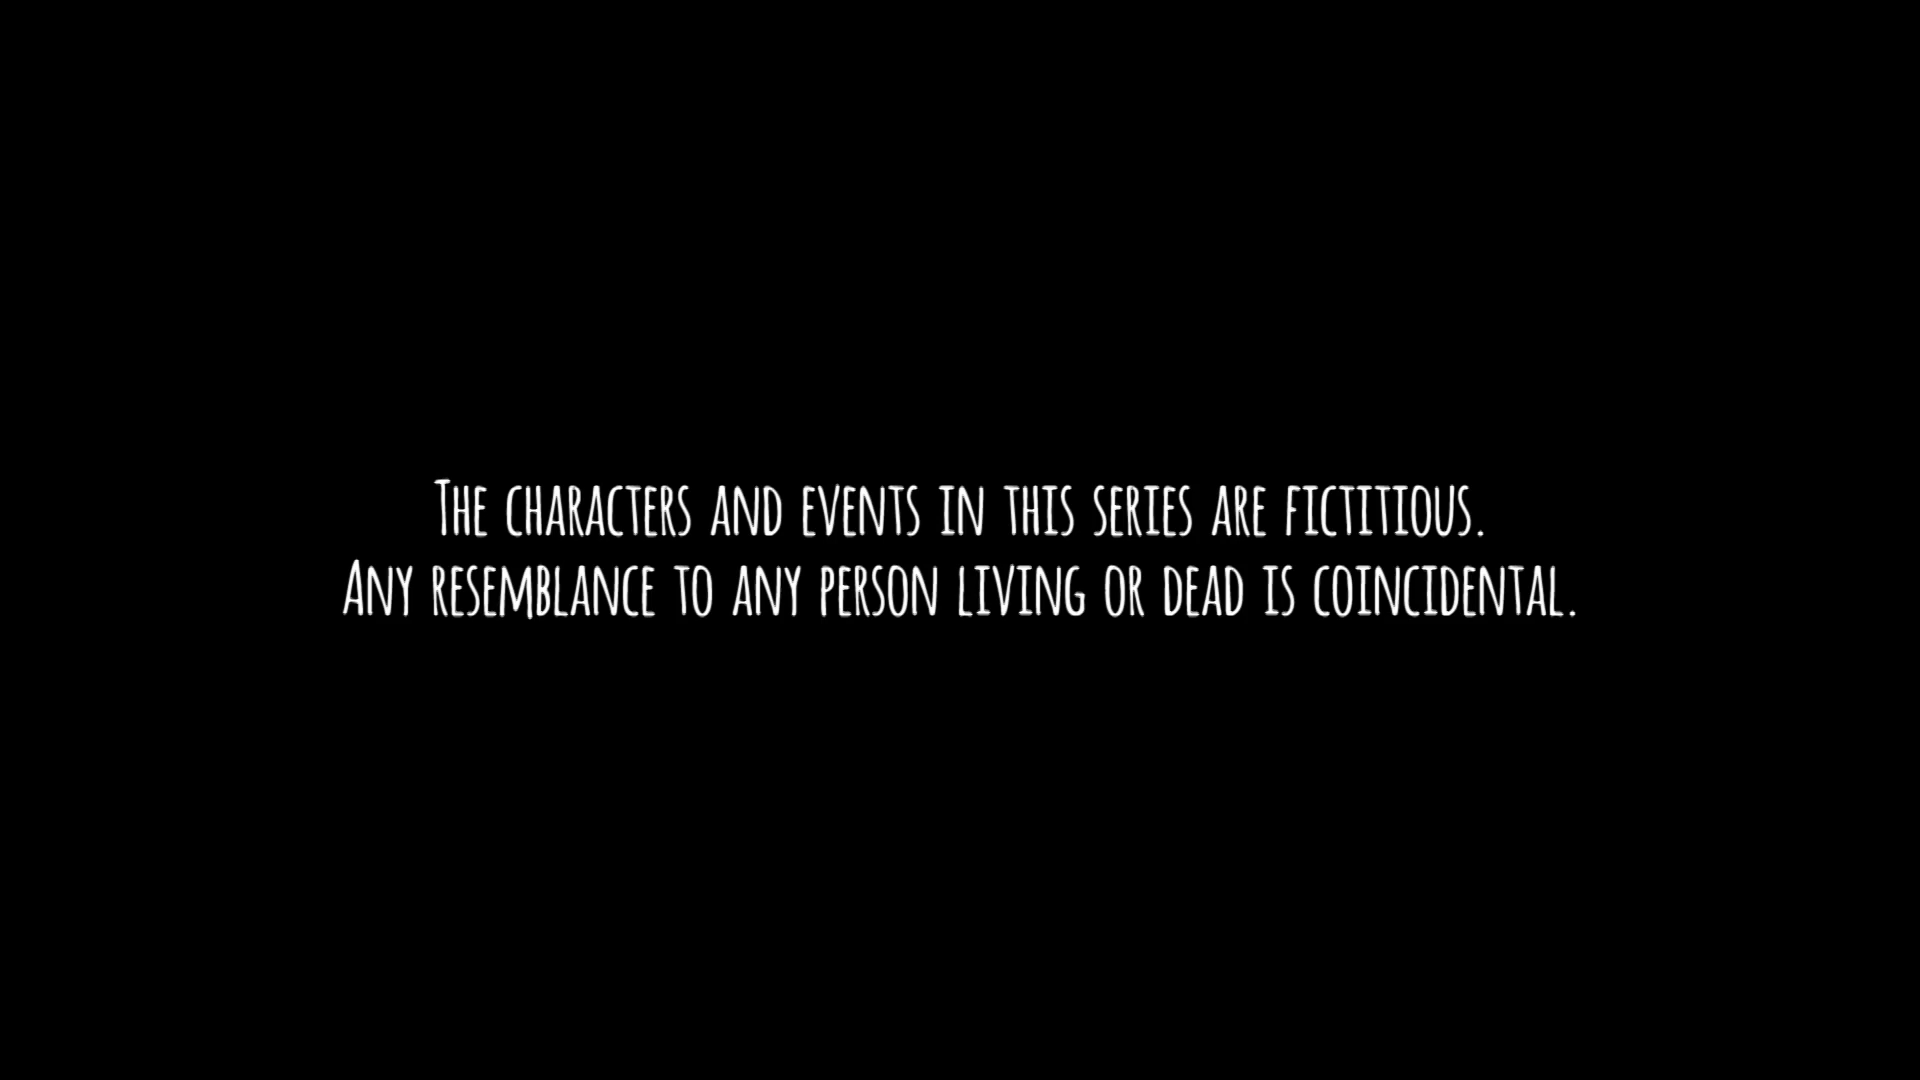 The characters and events in this series are fictitious.
Any resemblance to any person living or dead is coincidental.